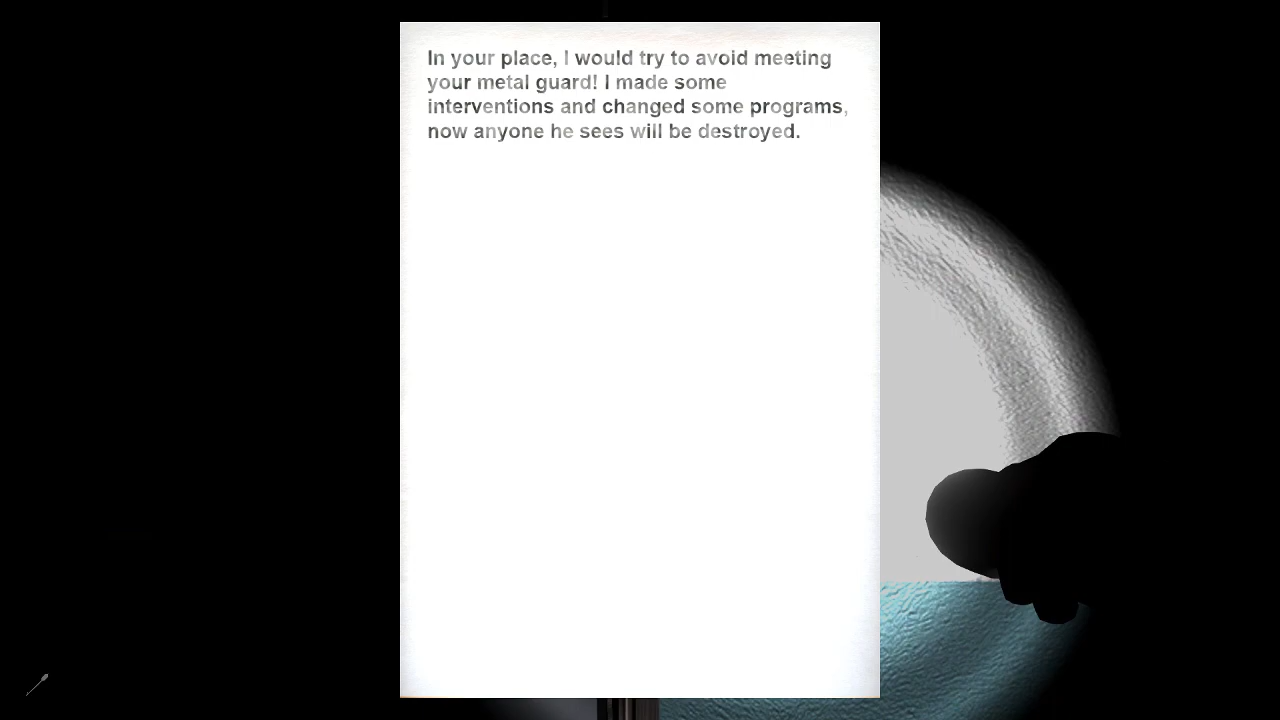 In your place, I would try to avoid meeting
your metal guard! I made some
interventions and changed some programs,
now anyone he sees will be destroyed.